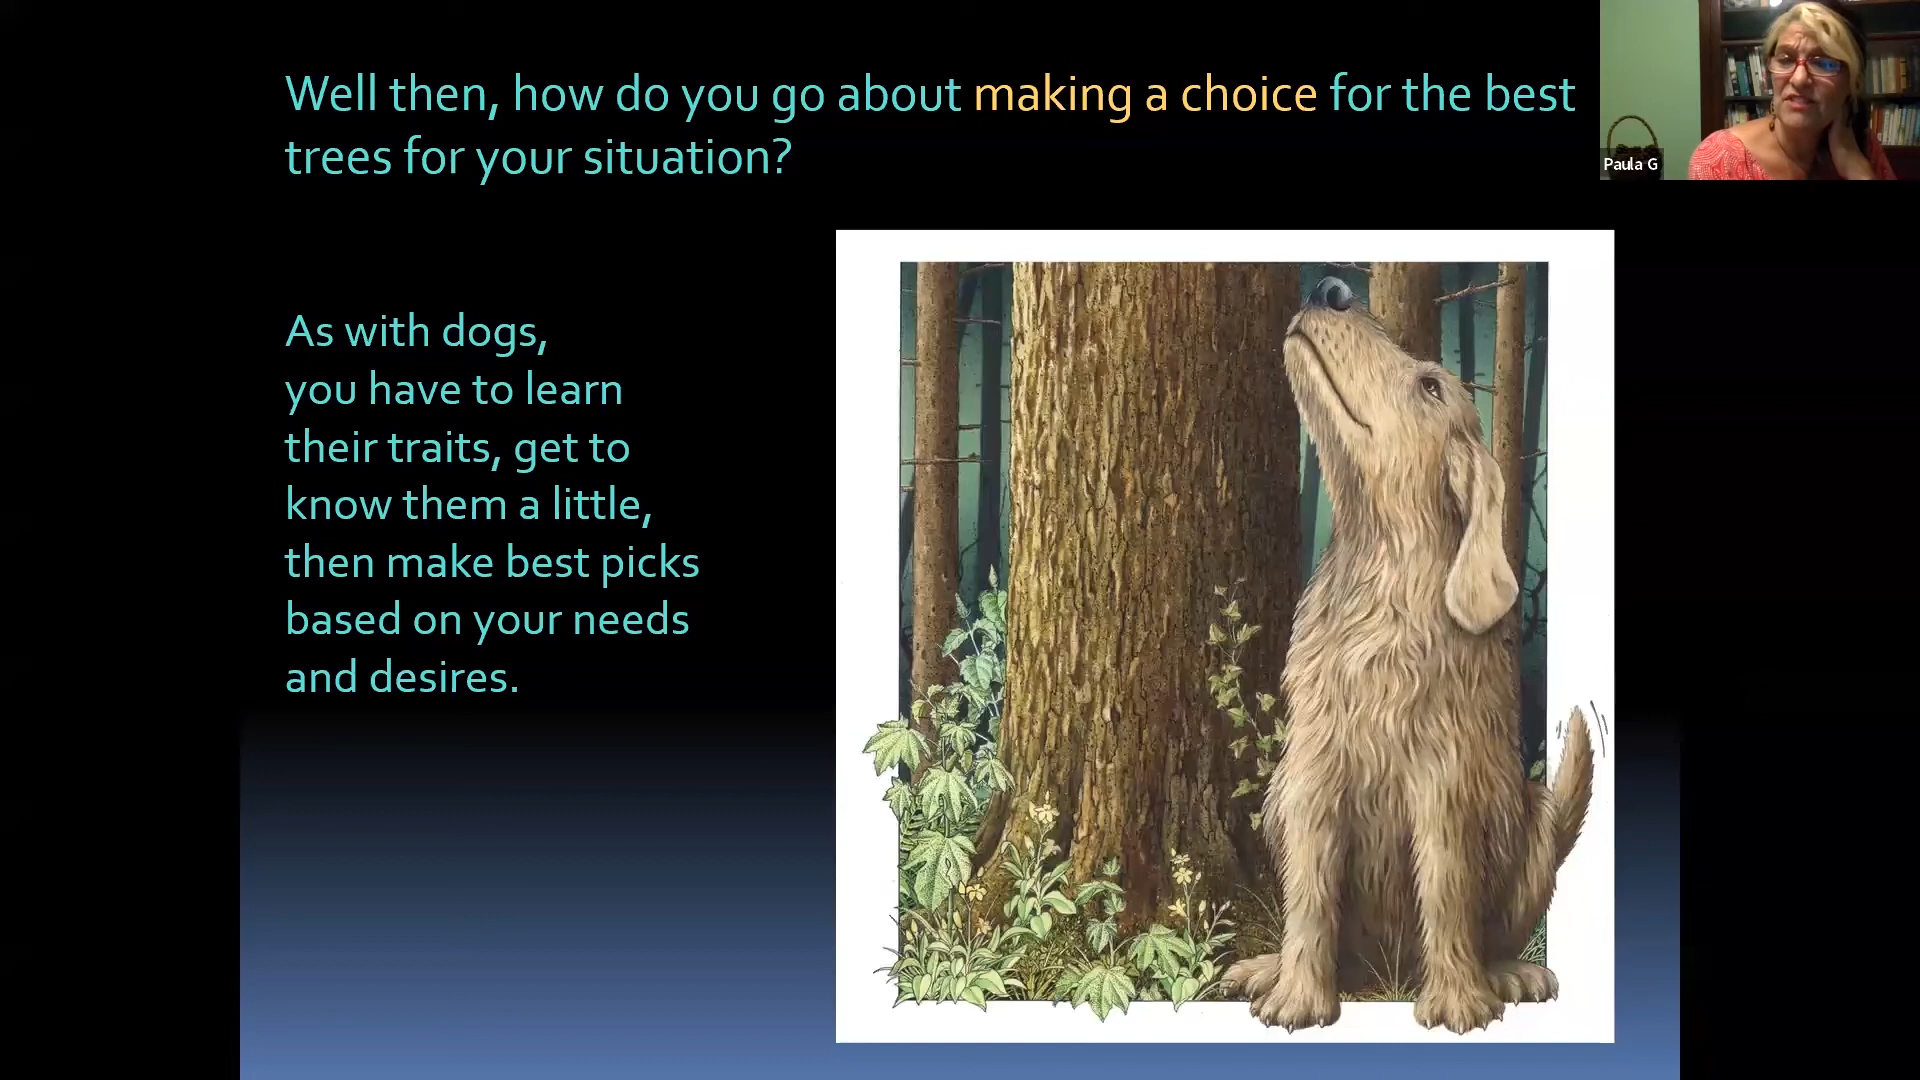 Well then, how do you go about making a choice for the best
trees for your situation?
Paula G
As with dogs,
you have to learn
their traits, get to
know them a little,
then make best picks
based on your needs
and desires.